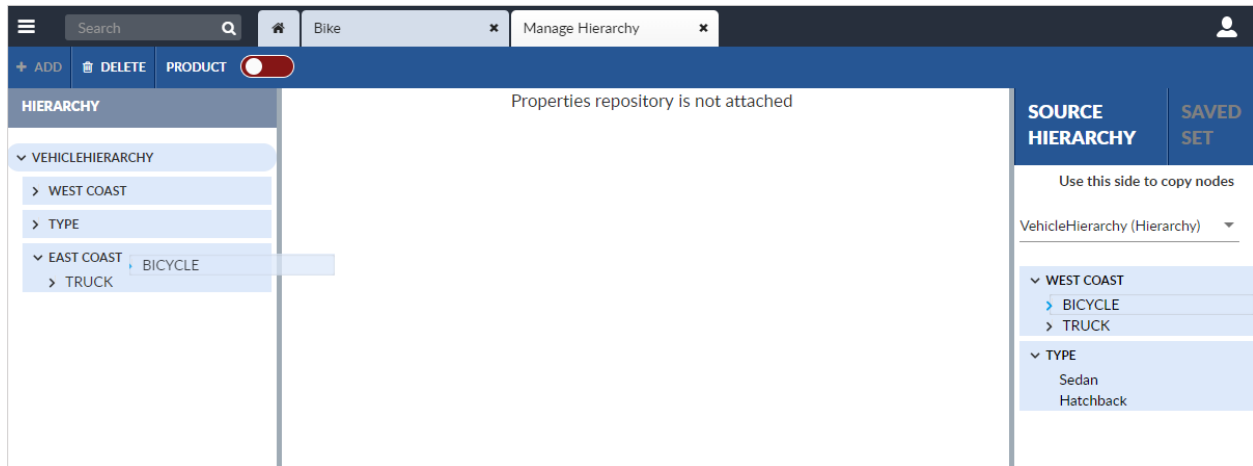 Search
Bike
Manage Hierarchy
ADD
DELETE
PRODUCT
HIERARCHY
VEHICLEHIERARCHY
WEST COAST
TYPE
EAST COAST
BICYCLE
TRUCK
Properties repository is not attached
SOURCE
HIERARCHY
SAVED
SET
Use this side to copy nodes
VehicleHierarchy (Hierarchy)
WEST COAST
BICYCLE
TRUCK
TYPE
Sedan
Hatchback